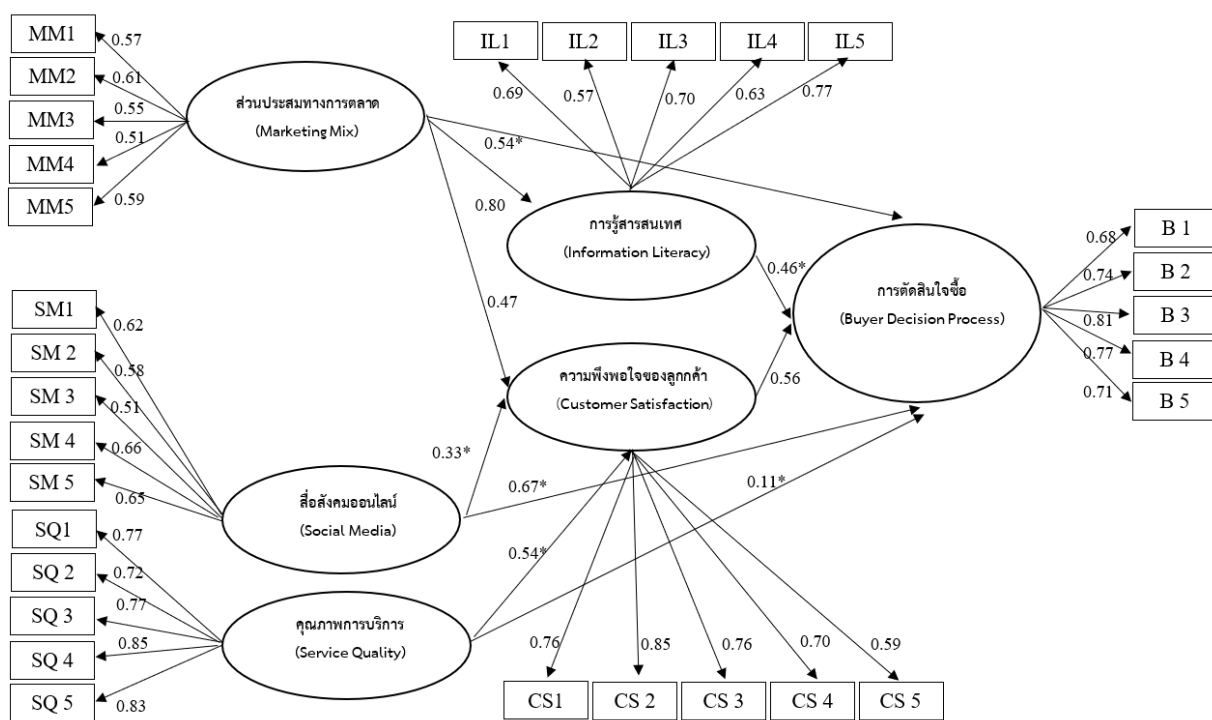 MM1
MM2
MM3
MM4
MM5
0.57
0.61
0.55
0.51
0.59
ส่วนประสมทางการตลาด
(Marketing Mix)
IL1
IL2
IL3
IL4
IL5
0.69
0.57
0.70
0.63
0.77
0.54*
0.80
0.47
การรู้สารสนเทศ
(Information Literacy)
0.46*
การตัดสินใจซื้อ
(Buyer Decision Process)
B 1
B 2
B 3
B 4
B 5
0.68
0.74
0.81
0.77
0.71
SM1
SM 2
SM 3
SM 4
SM 5
0.62
0.58
0.51
0.66
0.65
ความพึงพอใจของลูกกค้า
(Customer Satisfaction)
0.56
0.33*
สื่อสังคมออนไลน์
(Social Media)
0.67*
0.11*
SQ1
SQ 2
SQ 3
SQ 4
SQ 5
0.77
0.72
0.77
0.85
0.83
คุณภาพการบริการ
(Service Quality)
0.54*
0.76
0.85
0.76
0.70
0.59
CS1
CS 2
CS 3
CS 4
CS 5